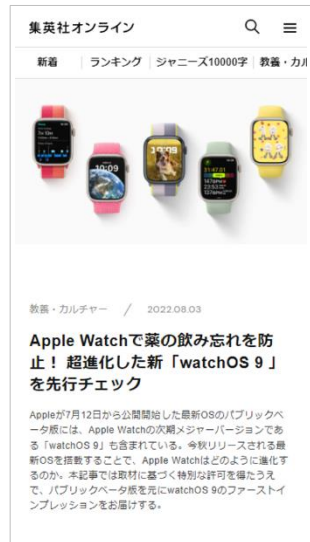 集英社オンライン
新着 ランキング ジャニーズ10000字 教養・カル
10:09
10:09
教養・カルチャー / 2022.08.03
Apple Watchで薬の飲み忘れを防
止！ 超進化した新「watchOS 9 」
を先行チェック
Appleが7月12日から公開開始した最新OSのパブリックベ
ータ版には、Apple Watchの次期メジャーバージョンであ
る「watchOS 9」も含まれている。今秋リリースされる最
新OSを搭載することで、Apple Watchはどのように進化す
るのか。本記事では取材に基づく特別な許可を得たうえ
で、パブリックベータ版を元にwatchOS 9のファーストイ
ンプレッションをお届けする。